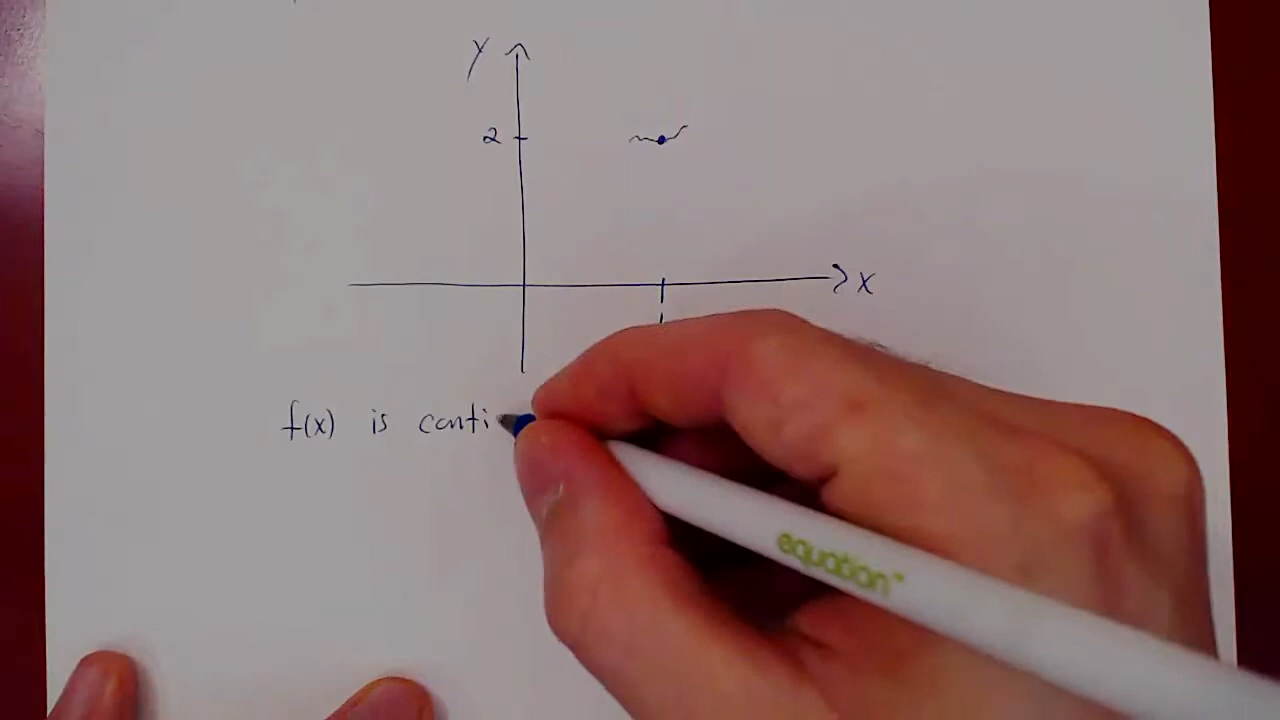 y
2
x
f(x) is conti
equation